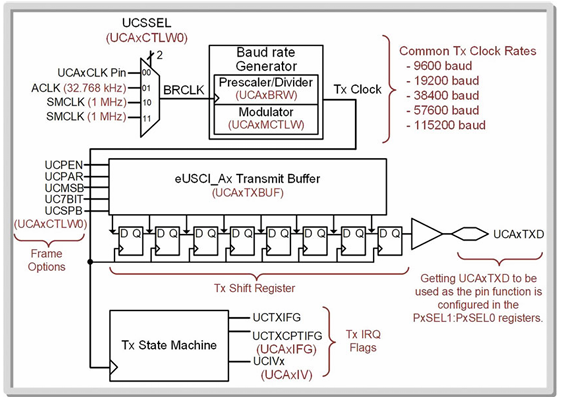 UCSSEL
(UCAxCTLW0)
2
UCAxCLK Pin
ACLK (32.768 kHz)
SMCLK (1 MHz)
SMCLK (1 MHz)
00
01
10
11
BRCLK
Baud rate
Generator
Prescaler/Divider
(UCAxBRW)
Modulator
(UCAxMCTLW)
Tx Clock
Common Tx Clock Rates
- 9600 baud
- 19200 baud
- 38400 baud
- 57600 baud
- 115200 baud
UCPEN
UCPAR
UCMSB
UC7BIT
UCSPB
(UCAxCTLW0)
Frame
Options
eUSCI_Ax Transmit Buffer
(UCAxTXBUF)
D Q D Q D Q D Q D Q D Q D Q D Q
UCAxTXD
Tx Shift Register
Getting UCAxTXD to be
used as the pin function is
configured in the
PxSEL1:PxSEL0 registers.
Tx State Machine
UCTXIFG
UCTXCPTIFG
(UCAxIFG)
UCIVx
(UCAxIV)
Tx IRQ
Flags